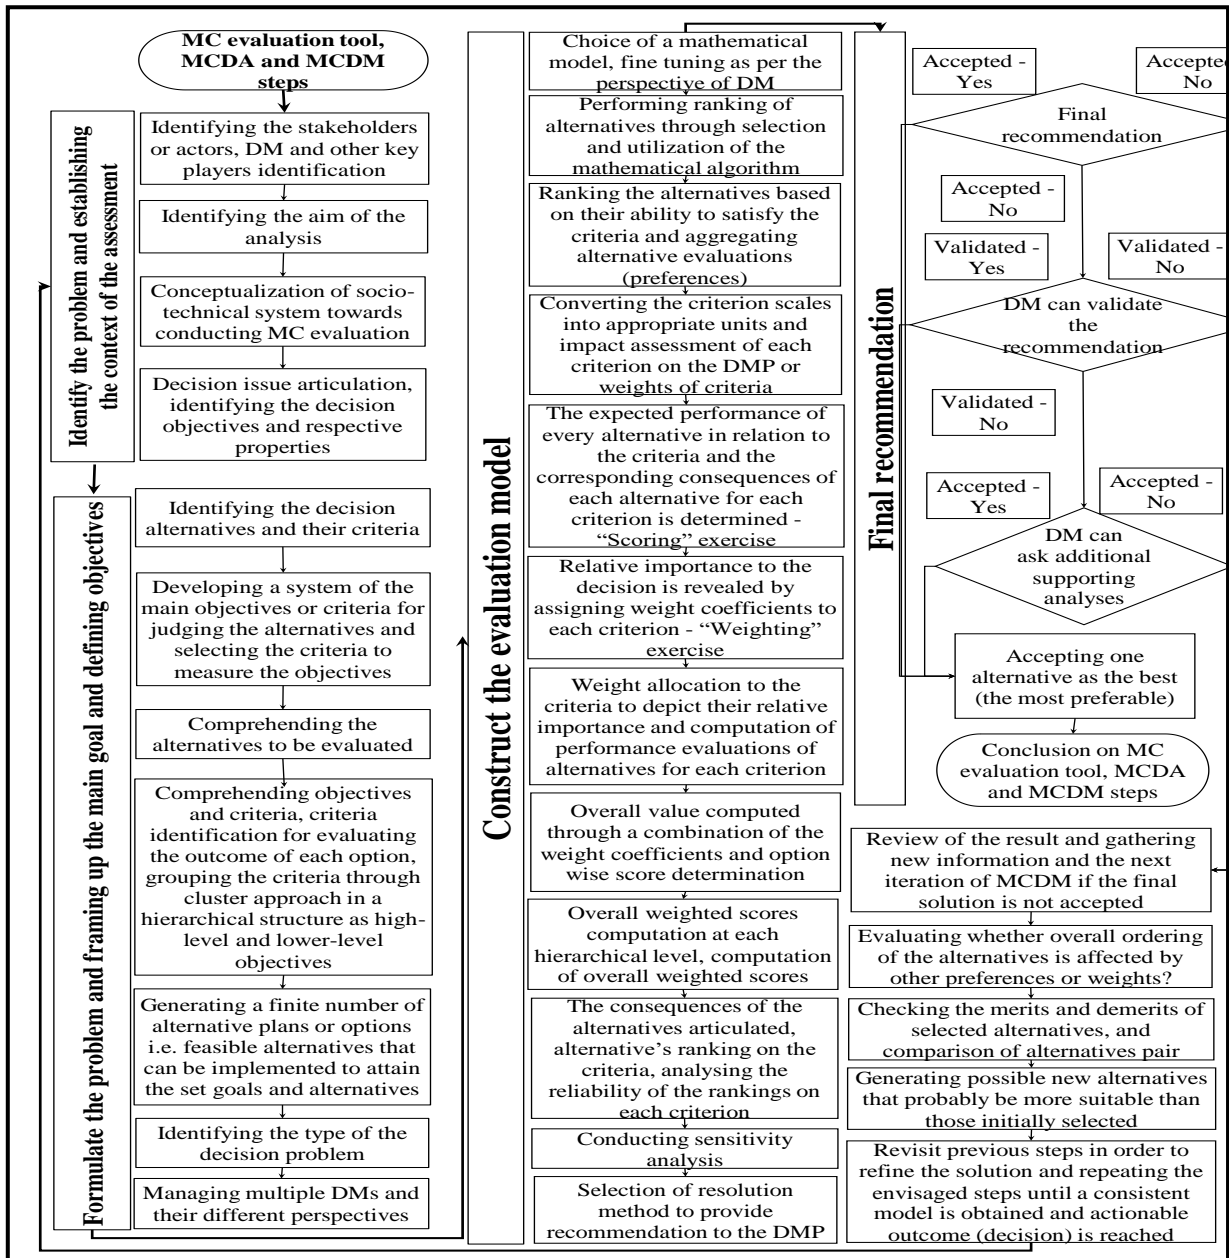 MC evaluation tool,
MCDA and MCDM
steps
Identify the problem and establishing
the context of the assessment
Identifying the stakeholders
or actors, DM and other key
players identification
Identifying the aim of the
analysis
Conceptualization of socio-
technical system towards
conducting MC evaluation
Decision issue articulation,
identifying the decision
objectives and respective
properties
Formulate the problem and framing up the main goal and defining objectives
Identifying the decision
alternatives and their criteria
Developing a system of the
main objectives or criteria for
judging the alternatives and
selecting the criteria to
measure the objectives
Comprehending the
alternatives to be evaluated
Comprehending objectives
and criteria, criteria
identification for evaluating
the outcome of each option,
grouping the criteria through
cluster approach in a
hierarchical structure as high-
level and lower-level
objectives
Generating a finite number of
alternative plans or options
i.e. feasible alternatives that
can be implemented to attain
the set goals and alternatives
Identifying the type of the
decision problem
Managing multiple DMs and
their different perspectives
Construct the evaluation model
Choice of a mathematical
model, fine tuning as per the
perspective of DM
Performing ranking of
alternatives through selection
and utilization of the
mathematical algorithm
Ranking the alternatives based
on their ability to satisfy the
criteria and aggregating
alternative evaluations
(preferences)
Converting the criterion scales
into appropriate units and
impact assessment of each
criterion on the DMP or
weights of criteria
The expected performance of
every alternative in relation to
the criteria and the
corresponding consequences of
each alternative for each
criterion is determined -
“Scoring” exercise
Relative importance to the
decision is revealed by
assigning weight coefficients to
each criterion - “Weighting”
exercise
Weight allocation to the
criteria to depict their relative
importance and computation of
performance evaluations of
alternatives for each criterion
Overall value computed
through a combination of the
weight coefficients and option
wise score determination
Overall weighted scores
computation at each
hierarchical level, computation
of overall weighted scores
The consequences of the
alternatives articulated,
alternative’s ranking on the
criteria, analysing the
reliability of the rankings on
each criterion
Conducting sensitivity
analysis
Selection of resolution
method to provide
recommendation to the DMP
Final recommendation
Accepted -
Yes
Accepted
No
Final
recommendation
Accepted -
No
Validated -
Yes
Validated -
No
DM can validate
the
recommendation
Validated -
No
Accepted -
Yes
Accepted -
No
DM can
ask additional
supporting
analyses
Accepting one
alternative as the best
(the most preferable)
Conclusion on MC
evaluation tool, MCDA
and MCDM steps
Review of the result and gathering
new information and the next
iteration of MCDM if the final
solution is not accepted
Evaluating whether overall ordering
of the alternatives is affected by
other preferences or weights?
Checking the merits and demerits
of selected alternatives, and
comparison of alternatives pair
Generating possible new alternatives
that probably be more suitable than
those initially selected
Revisit previous steps in order to
refine the solution and repeating the
envisaged steps until a consistent
model is obtained and actionable
outcome (decision) is reached